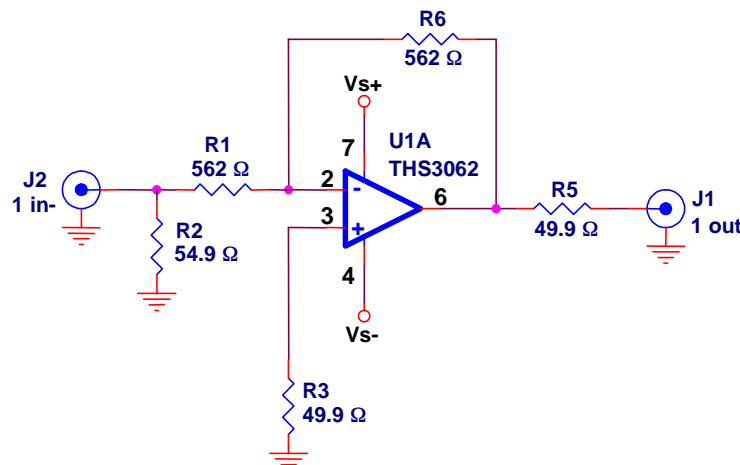 R6
562 Ω
Vs+
U1A
THS3062
7
R1
562 Ω
J2
1 in-
2
-
6
3
+
R2
54.9 Ω
R5
49.9 Ω
J1
1 out
4
Vs-
R3
49.9 Ω